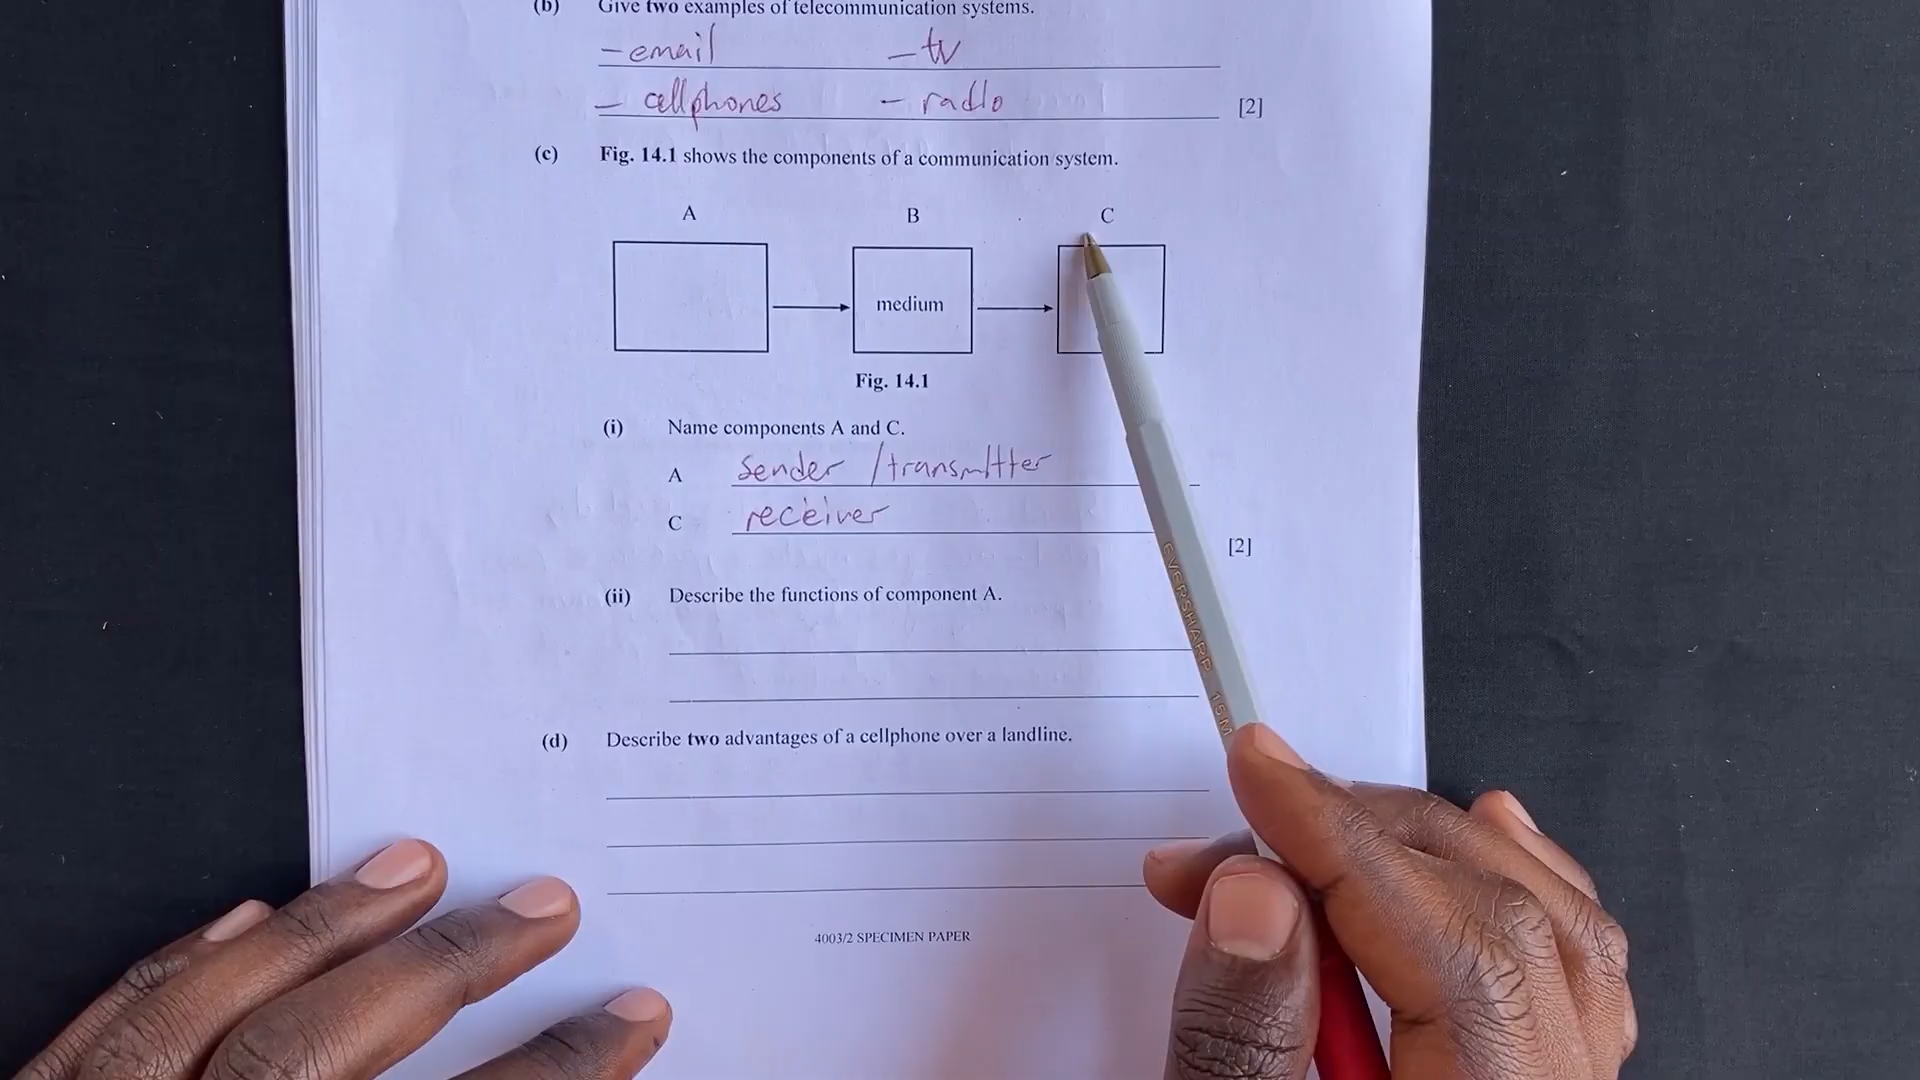 (b) Give two examples of telecommunication systems.
– email – tv
– cellphones – radio [2]
(c) Fig. 14.1 shows the components of a communication system.
A B C
medium
Fig. 14.1
(i) Name components A and C.
A sender / transmitter
C receiver
[2]
(ii) Describe the functions of component A.
(d) Describe two advantages of a cellphone over a landline.
4003/2 SPECIMEN PAPER
EVERSHARP 15M